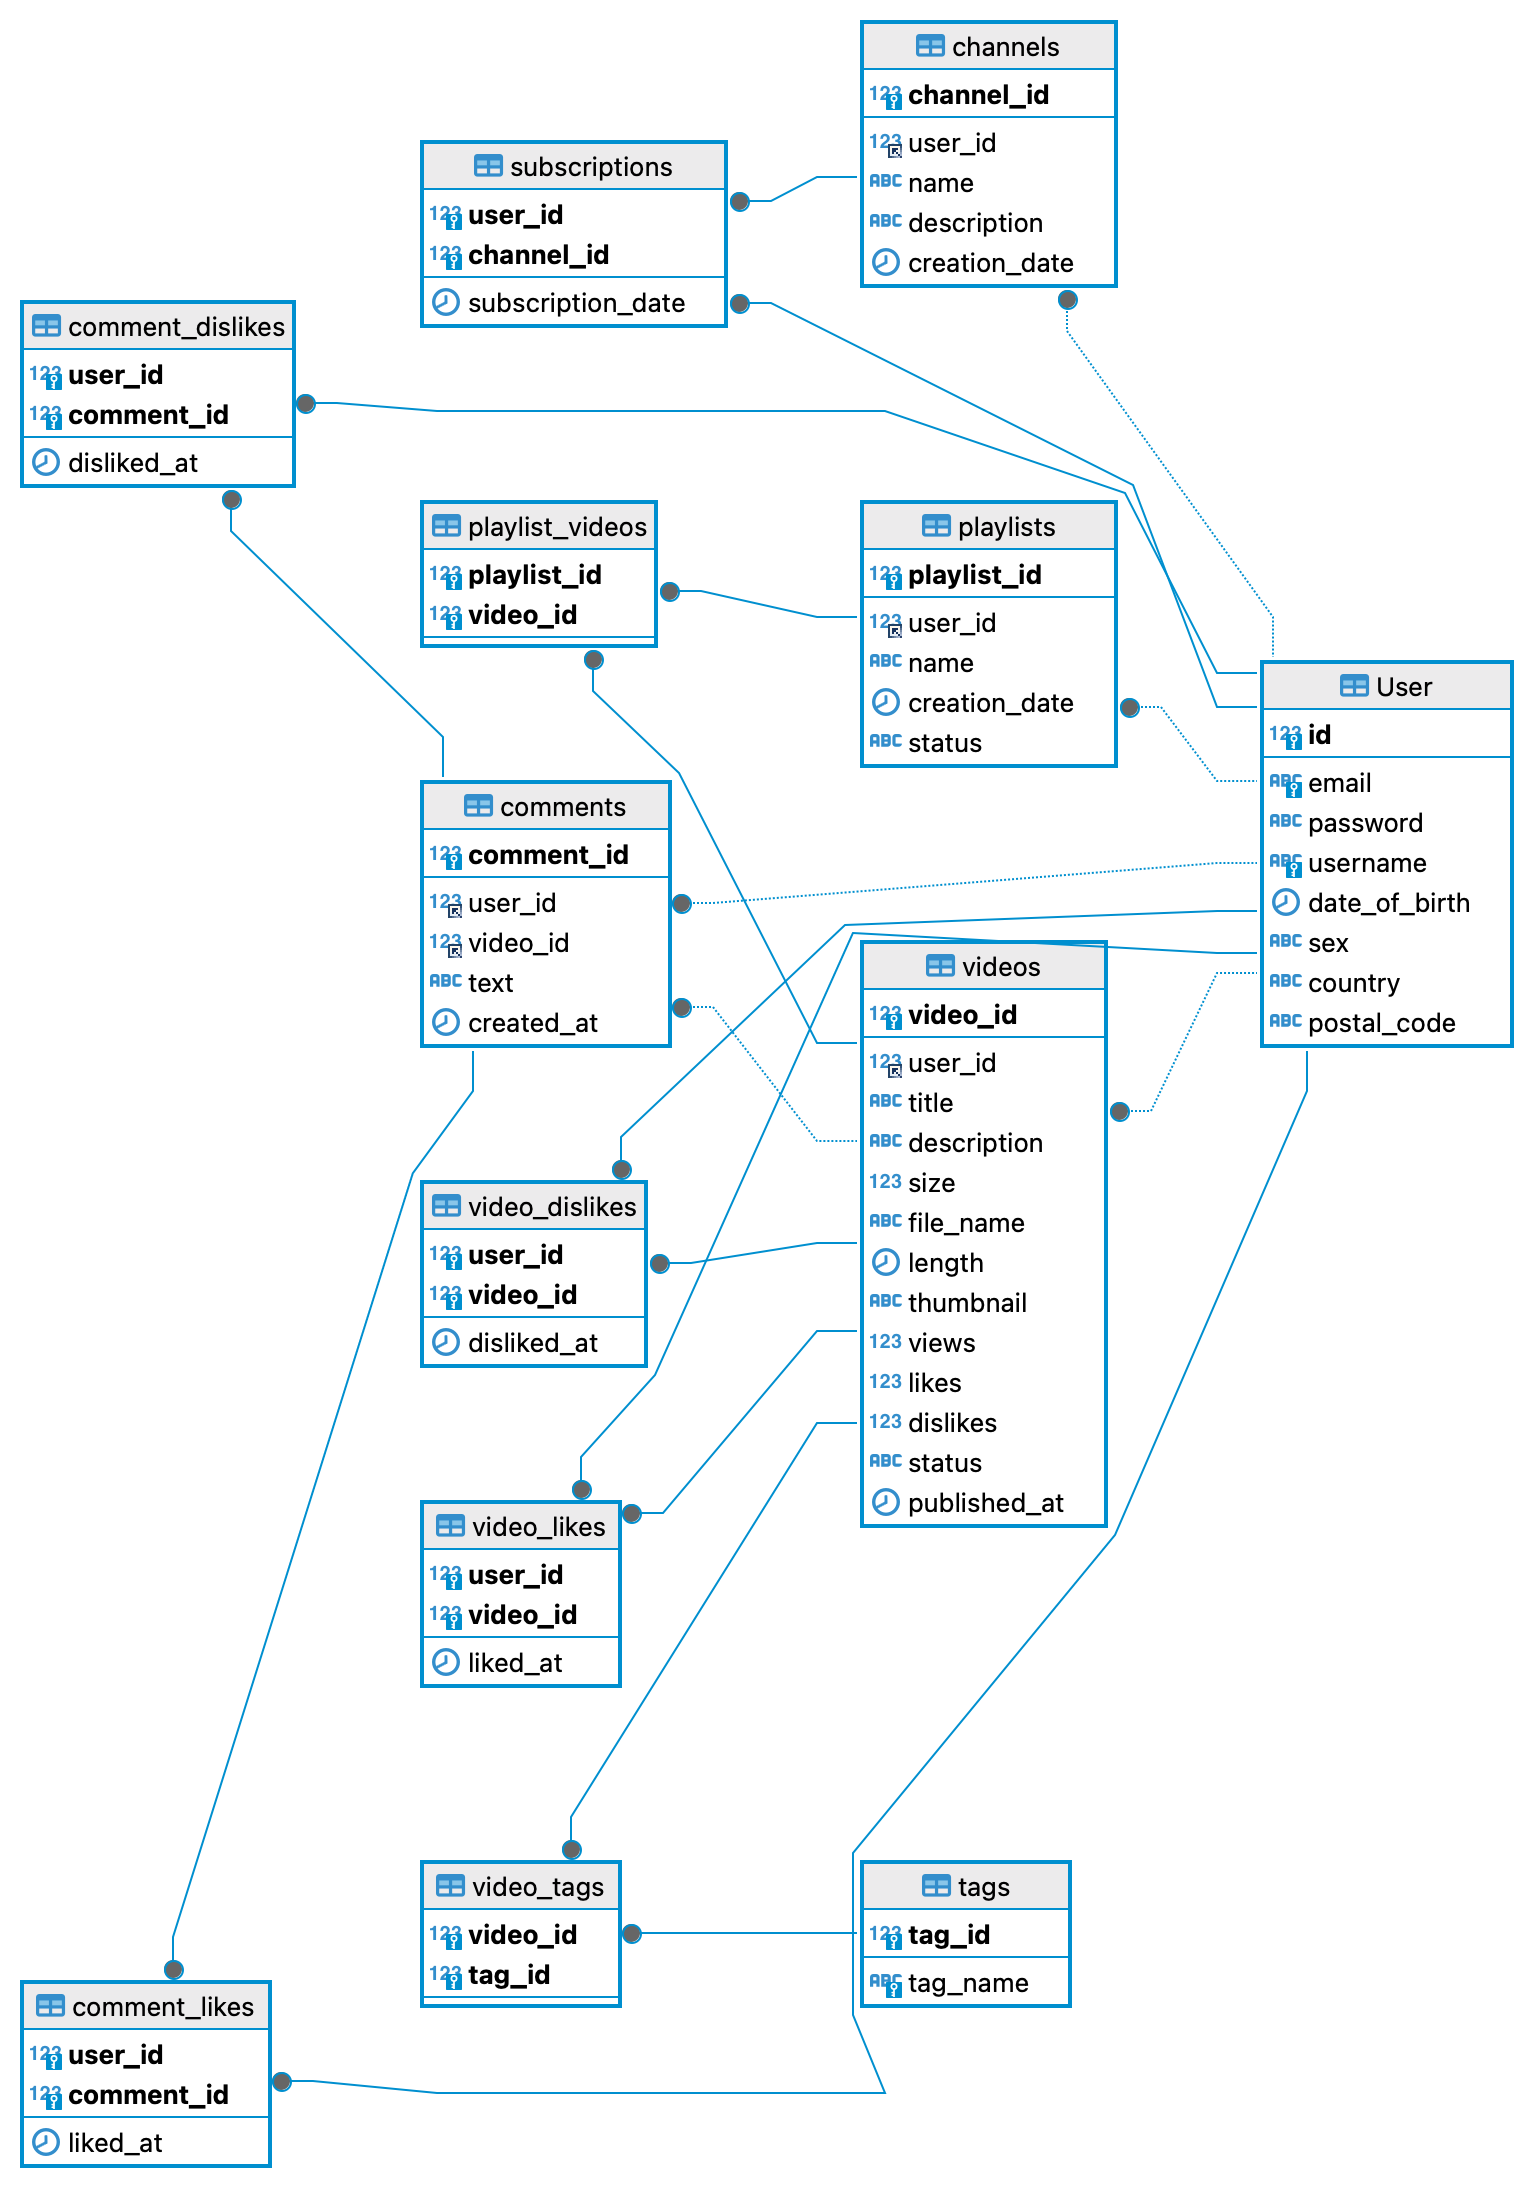 channels
123 channel_id
123 user_id
ABC name
ABC description
creation_date
subscriptions
123 user_id
123 channel_id
subscription_date
comment_dislikes
123 user_id
123 comment_id
disliked_at
playlist_videos
123 playlist_id
123 video_id
playlists
123 playlist_id
123 user_id
ABC name
creation_date
ABC status
User
123 id
ABC email
ABC password
ABC username
date_of_birth
ABC sex
ABC country
ABC postal_code
comments
123 comment_id
123 user_id
123 video_id
ABC text
created_at
videos
123 video_id
123 user_id
ABC title
ABC description
123 size
ABC file_name
length
ABC thumbnail
123 views
123 likes
123 dislikes
ABC status
published_at
video_dislikes
123 user_id
123 video_id
disliked_at
video_likes
123 user_id
123 video_id
liked_at
video_tags
123 video_id
123 tag_id
tags
123 tag_id
ABC tag_name
comment_likes
123 user_id
123 comment_id
liked_at